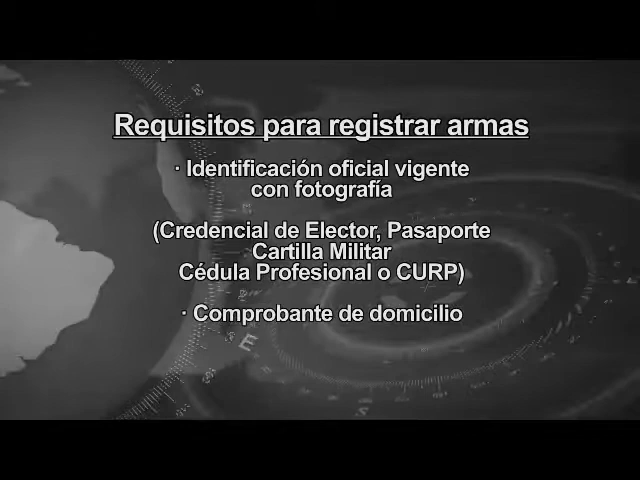 Requisitos para registrar armas
· Identificación oficial vigente
con fotografía
(Credencial de Elector, Pasaporte
Cartilla Militar
Cédula Profesional o CURP)
· Comprobante de domicilio
E